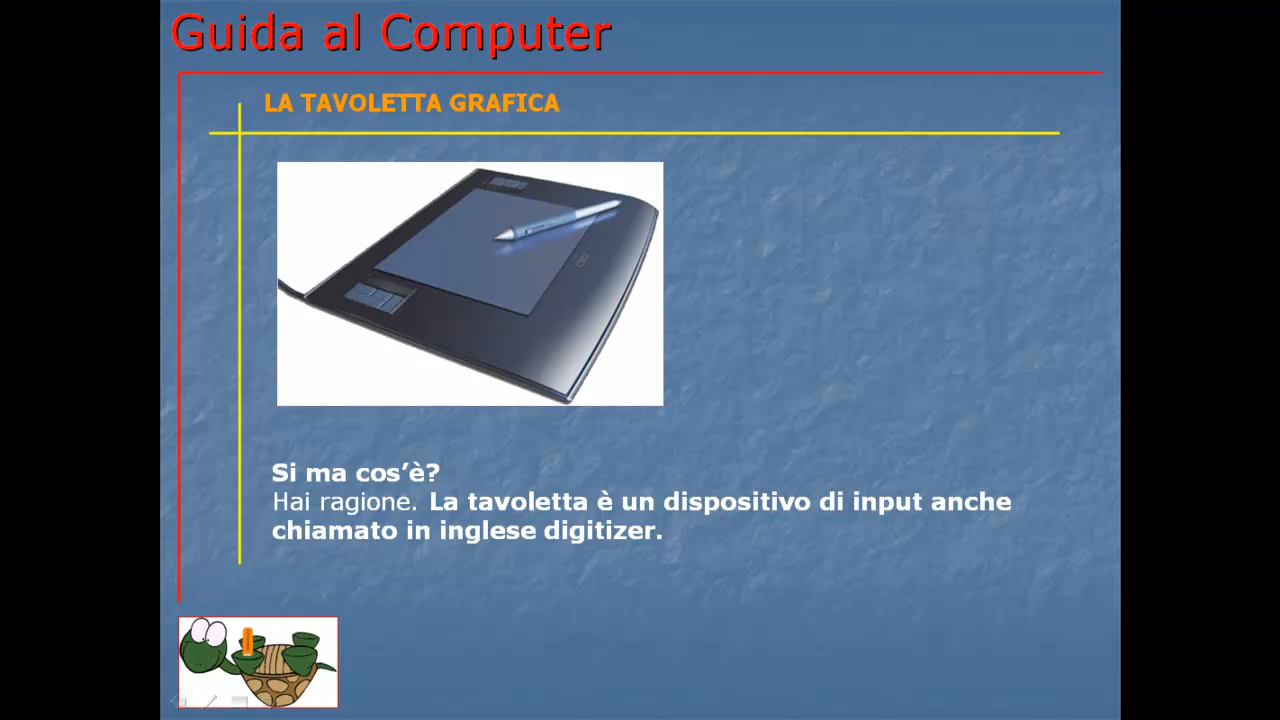 Guida al Computer
LA TAVOLETTA GRAFICA
Si ma cos’è?
Hai ragione. La tavoletta è un dispositivo di input anche
chiamato in inglese digitizer.